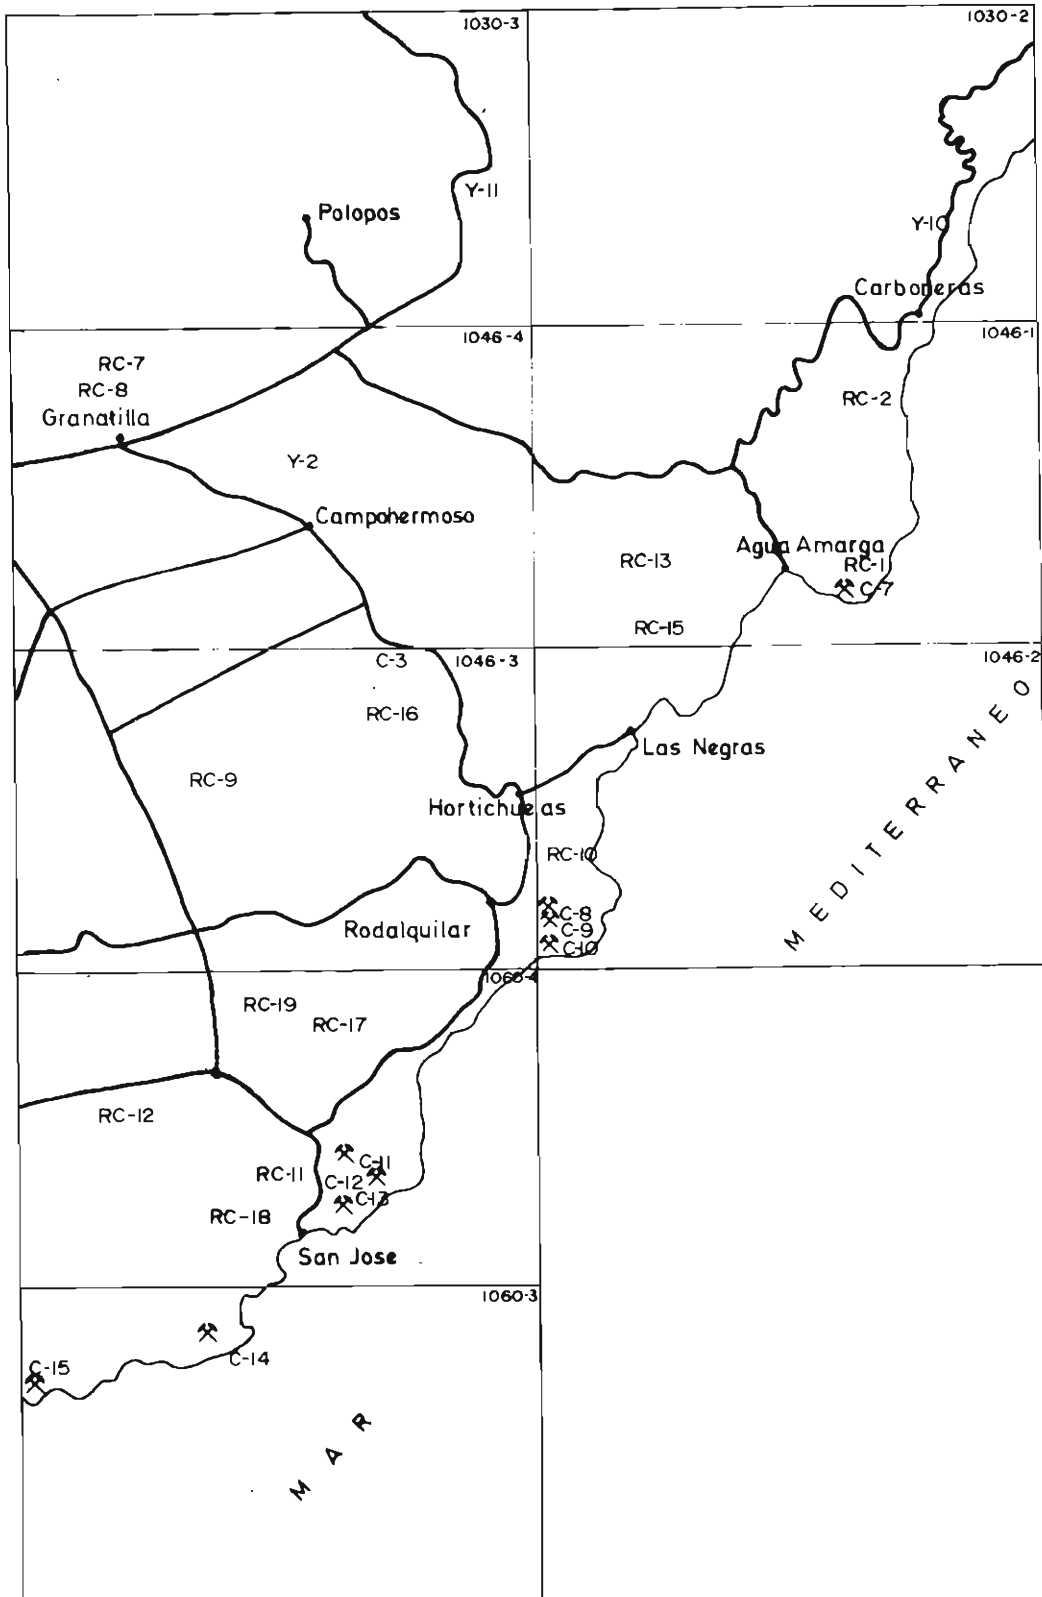 1030-3
1030-2
Y-11
Polopos
Y-10
Carboneras
1046-4
1046-1
RC-7
RC-8
Granatilla
RC-2
Y-2
Campohermoso
Agua Amarga
RC-13
RC-1
C-7
RC-15
C-3
1046-3
1046-2
RC-16
Las Negras
RC-9
Hortichuelas
MEDITERRANEO
RC-10
C-8
Rodalquilar
C-9
C-10
1060-4
RC-19
RC-17
RC-12
C-11
RC-11
C-12
C-13
RC-18
San Jose
1060-3
C-14
C-15
MAR